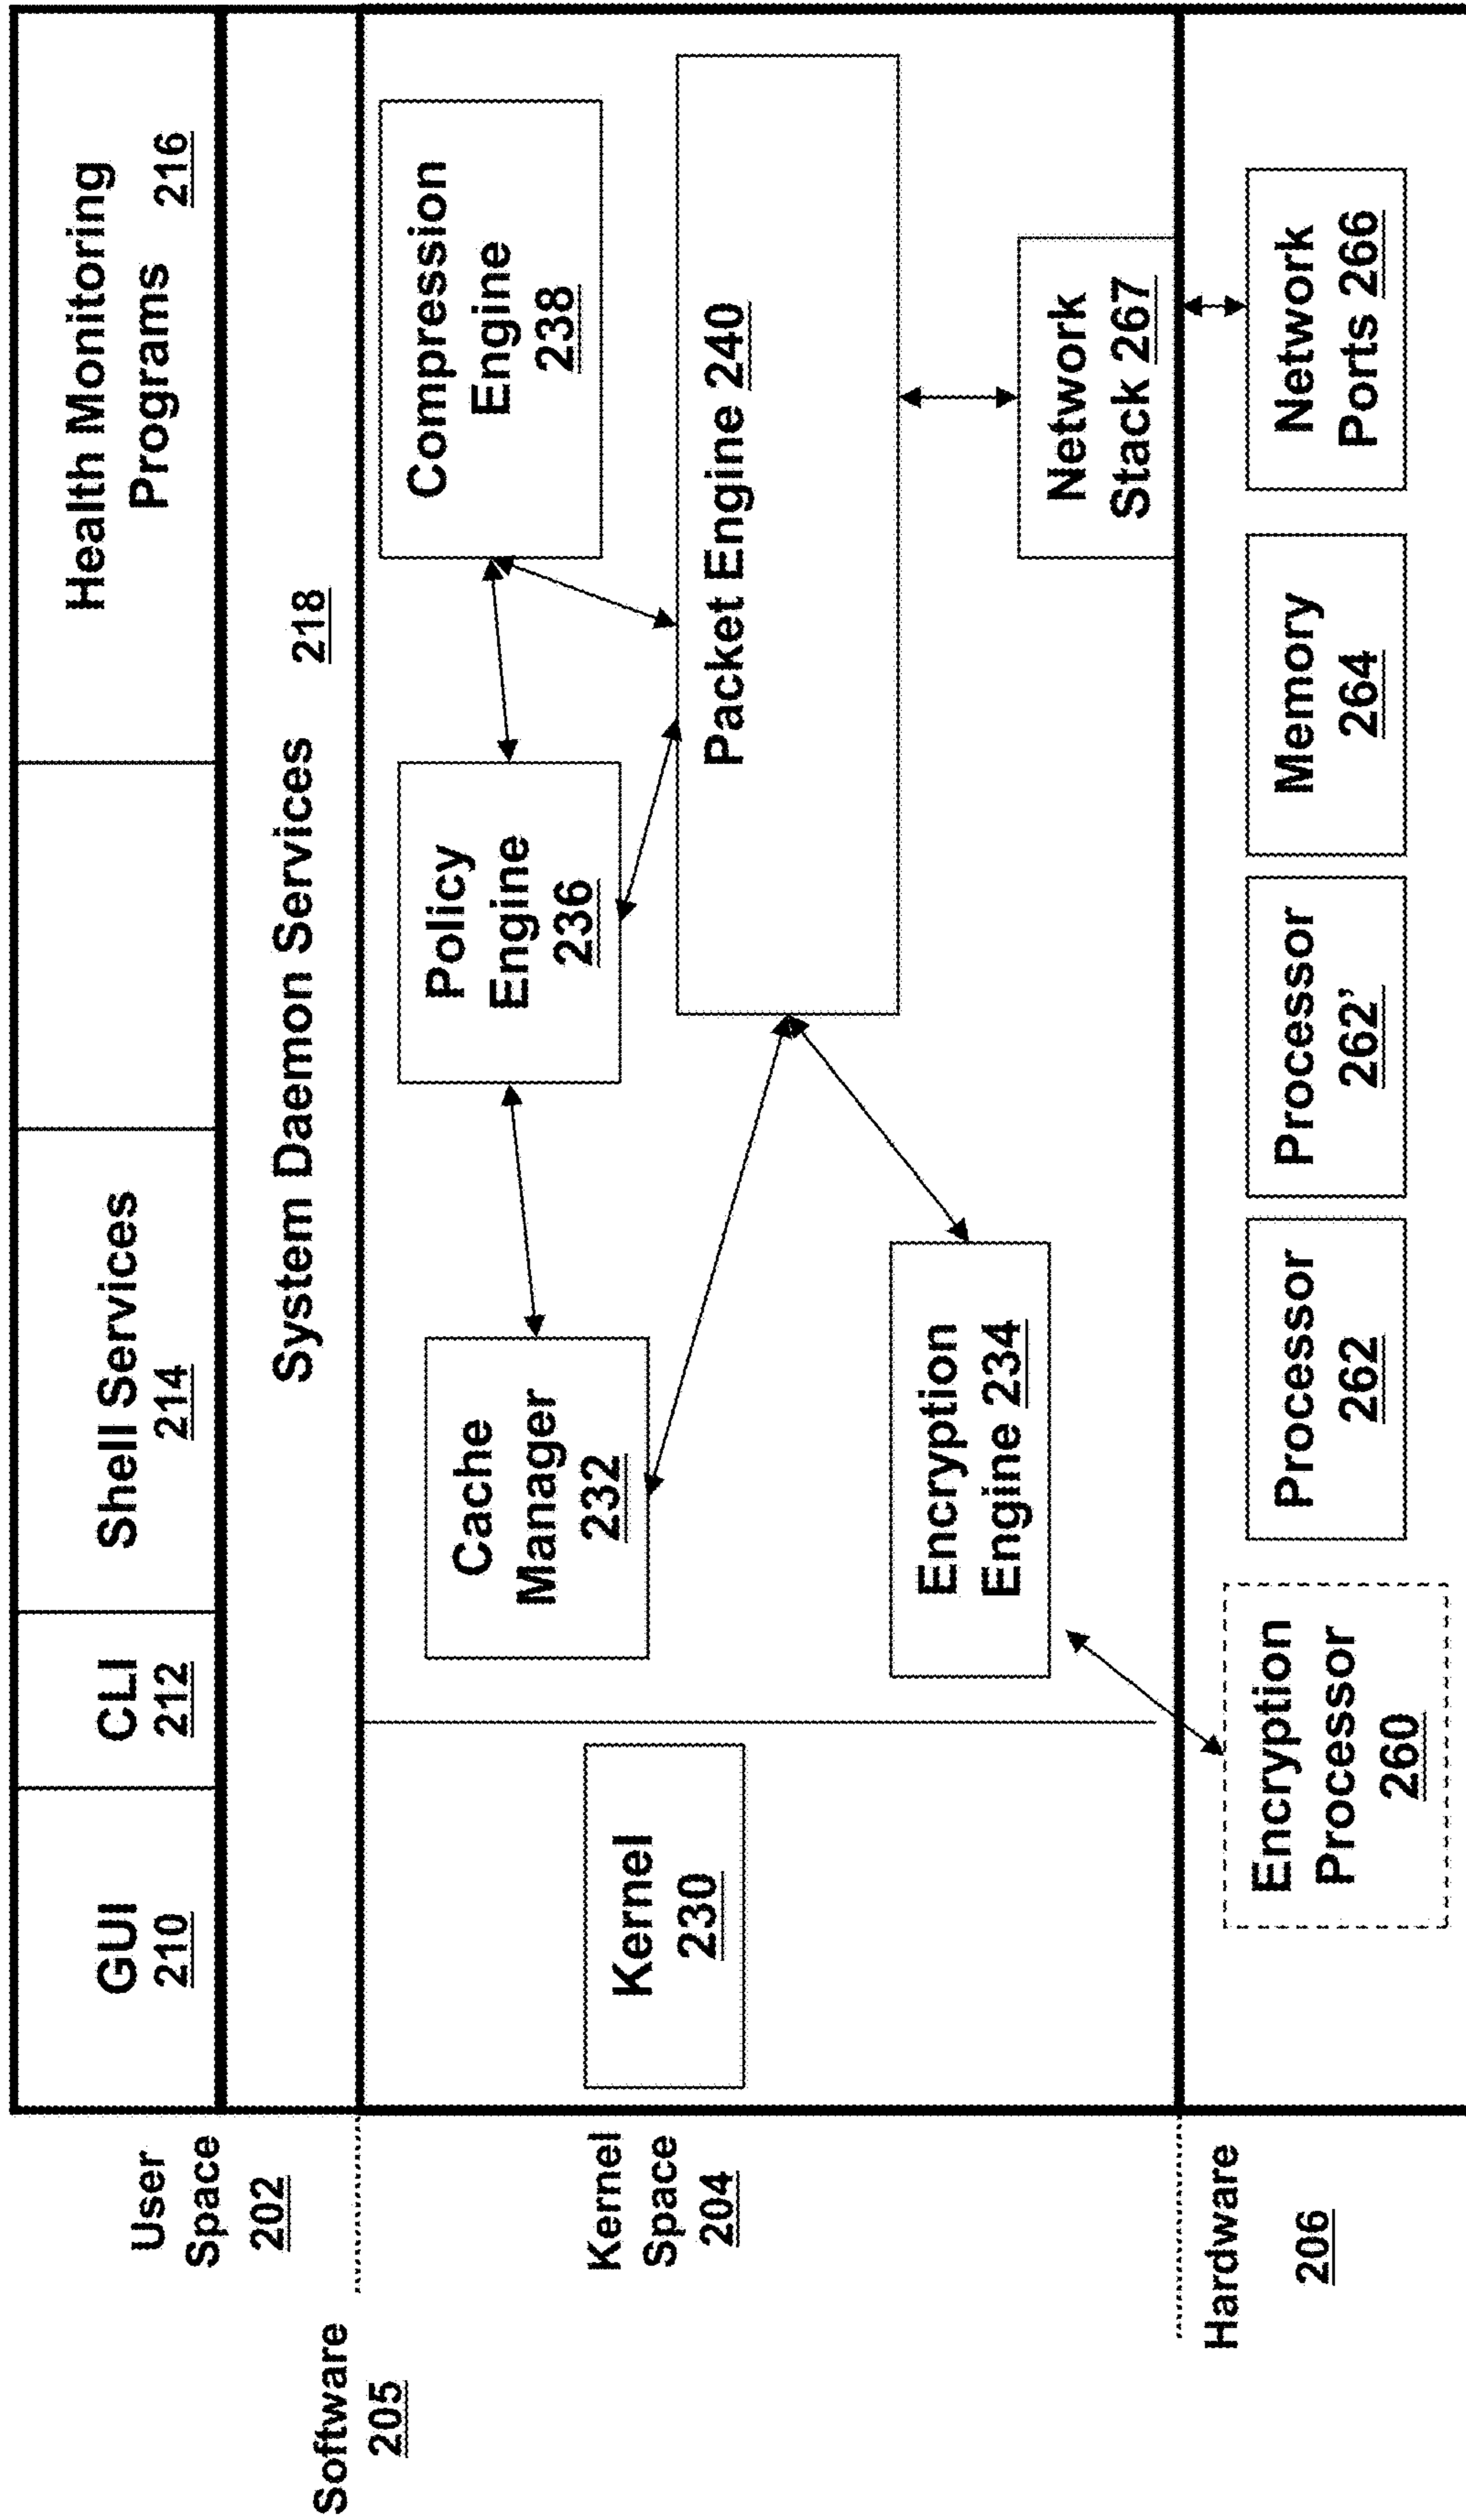 GUI
210
CLI
212
Shell Services
214
Health Monitoring
Programs 216
User
Space
202
System Daemon Services 218
Software
205
Kernel
Space
204
Kernel
230
Cache
Manager
232
Policy
Engine
236
Compression
Engine
238
Packet Engine 240
Encryption
Engine 234
Network
Stack 267
Hardware
206
Encryption
Processor
260
Processor
262
Processor
262'
Memory
264
Network
Ports 266